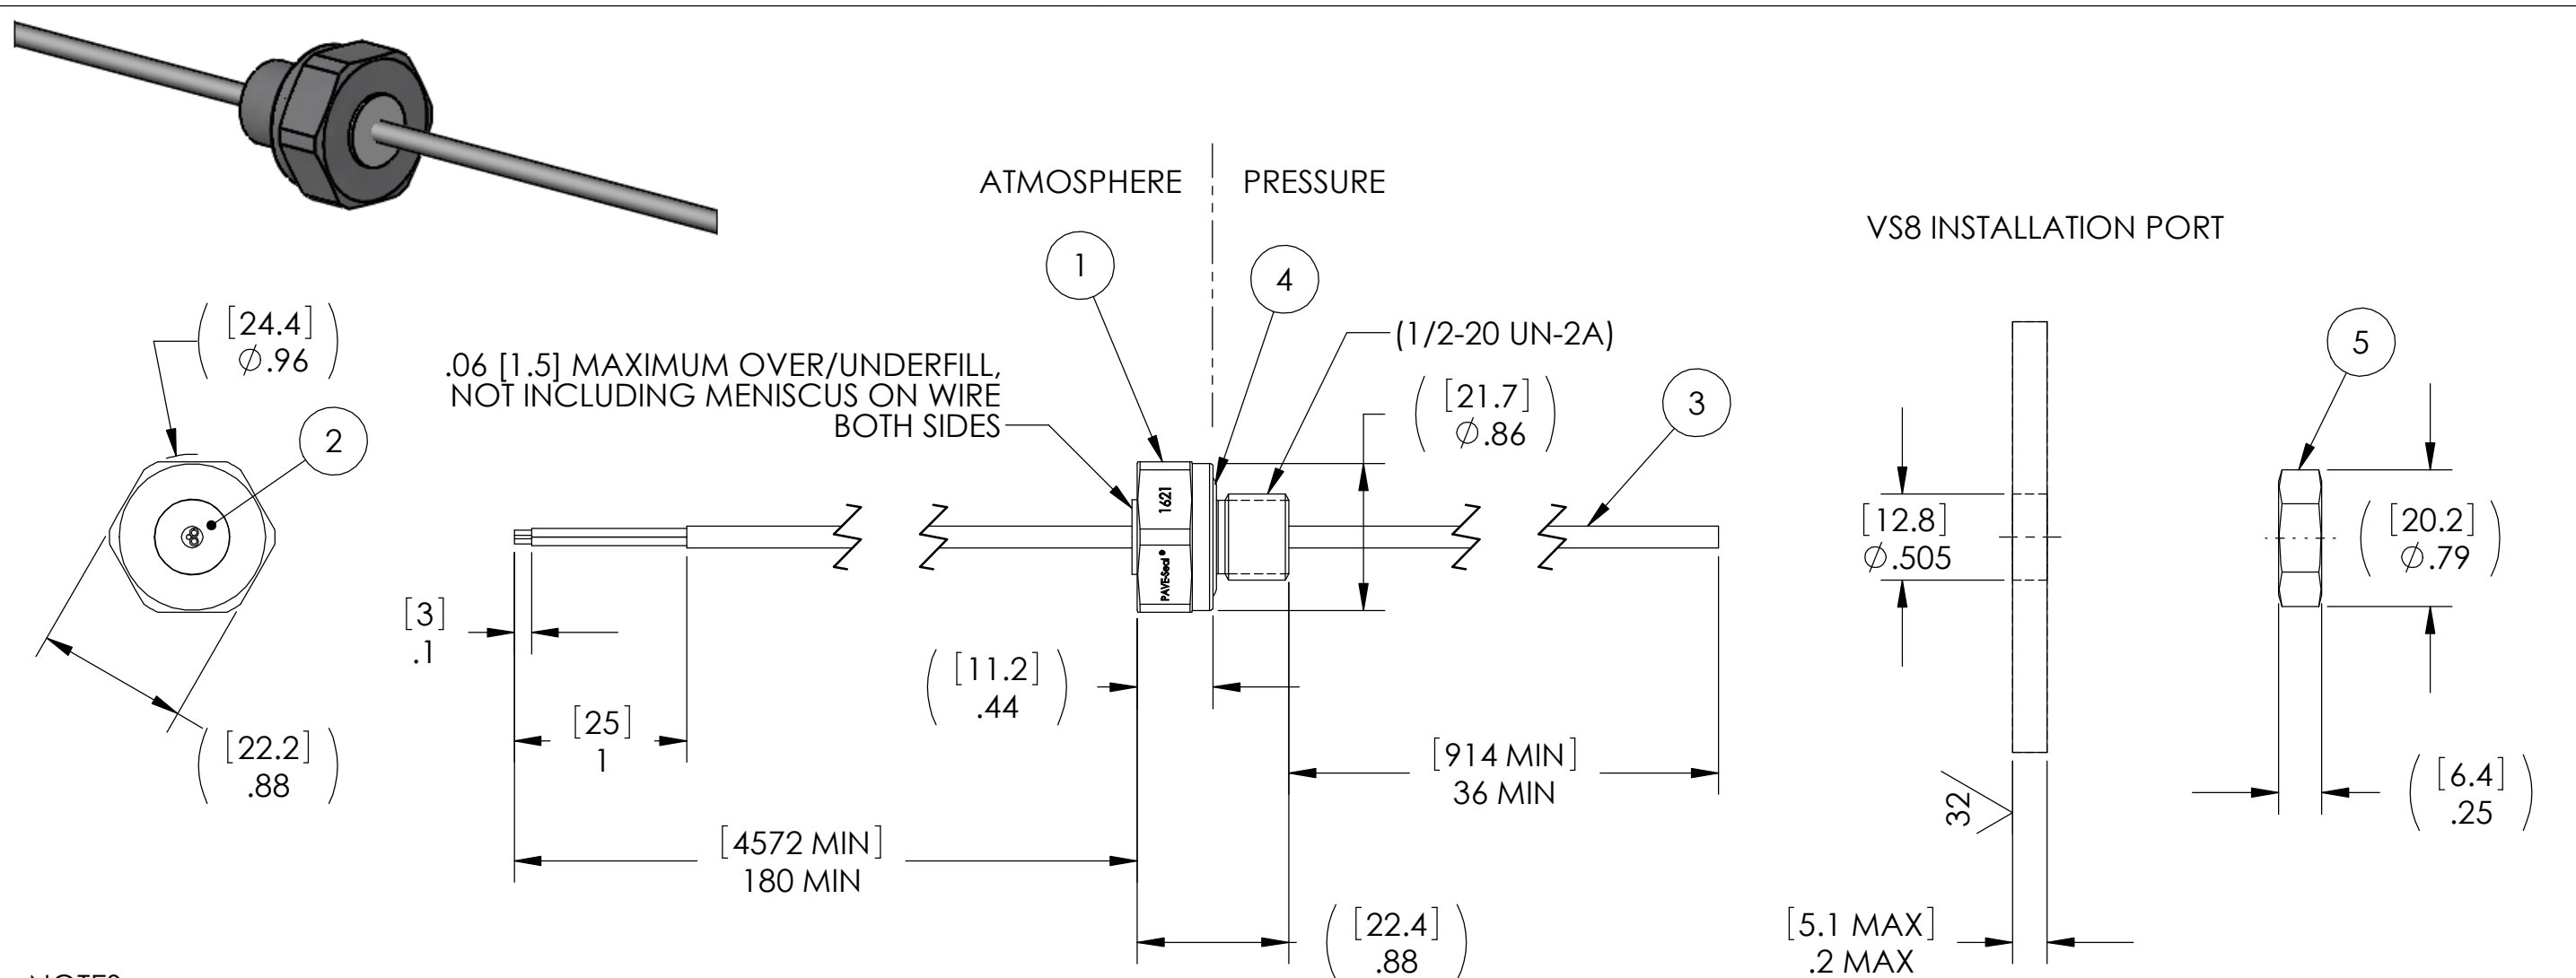 ATMOSPHERE
PRESSURE
VS8 INSTALLATION PORT
1
4
5
[24.4]
∅.96
(1/2-20 UN-2A)
.06 [1.5] MAXIMUM OVER/UNDERFILL,
NOT INCLUDING MENISCUS ON WIRE
BOTH SIDES
[21.7]
∅.86
3
2
1621
PAVE-Seal®
[12.8]
∅.505
[20.2]
∅.79
[3]
.1
[11.2]
.44
[25]
1
[22.2]
.88
[914 MIN]
36 MIN
32
[6.4]
.25
[4572 MIN]
180 MIN
[22.4]
.88
[5.1 MAX]
.2 MAX